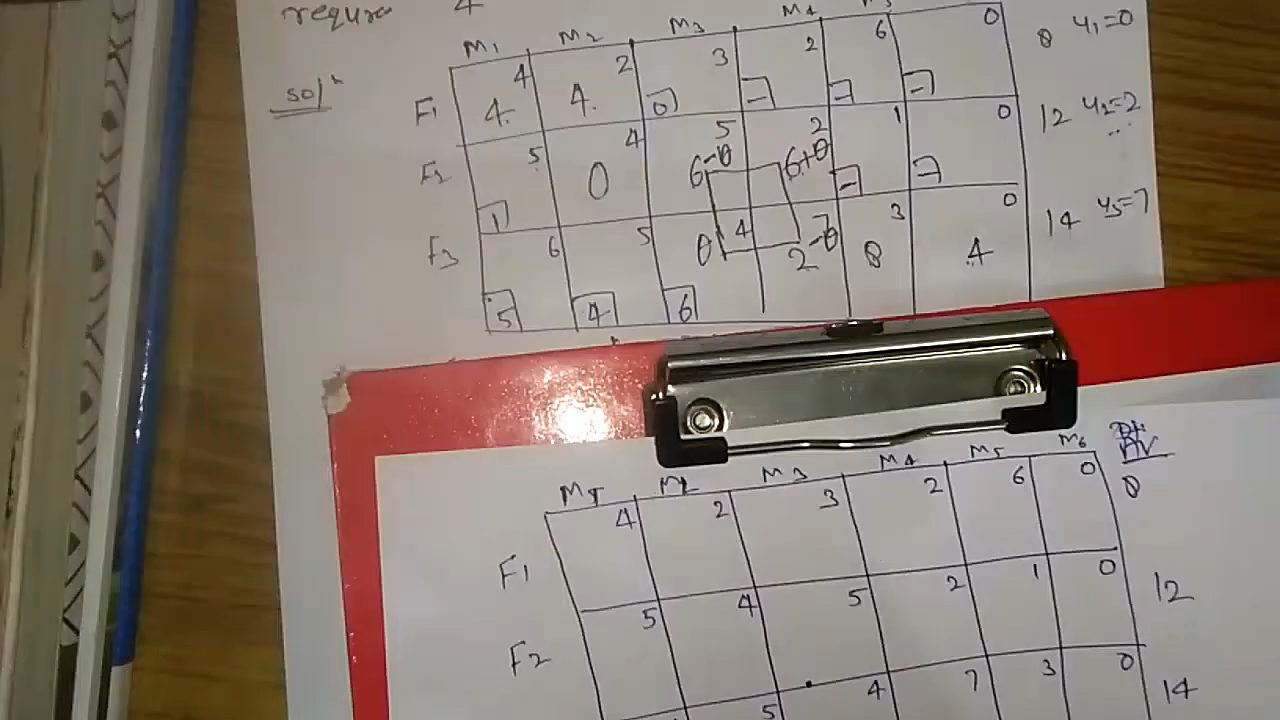 requre 4
M1 M2 M3 M4
sol^n
4 2 3 2 6 0
F1 4. 4. 0 - - - 8 u1=0
5 4 5 2 1 0
F2 1 0 6-θ 6+θ - - 12 u2=2
6 5 4 7 3 0
F3 5 4 6 θ 2-θ 8 4 14 u3=7
M1 M2 M3 M4 M5 M6 AV
4 2 3 2 6 0 8
F1
5 4 5 2 1 0 12
F2
5 4 7 3 0 14